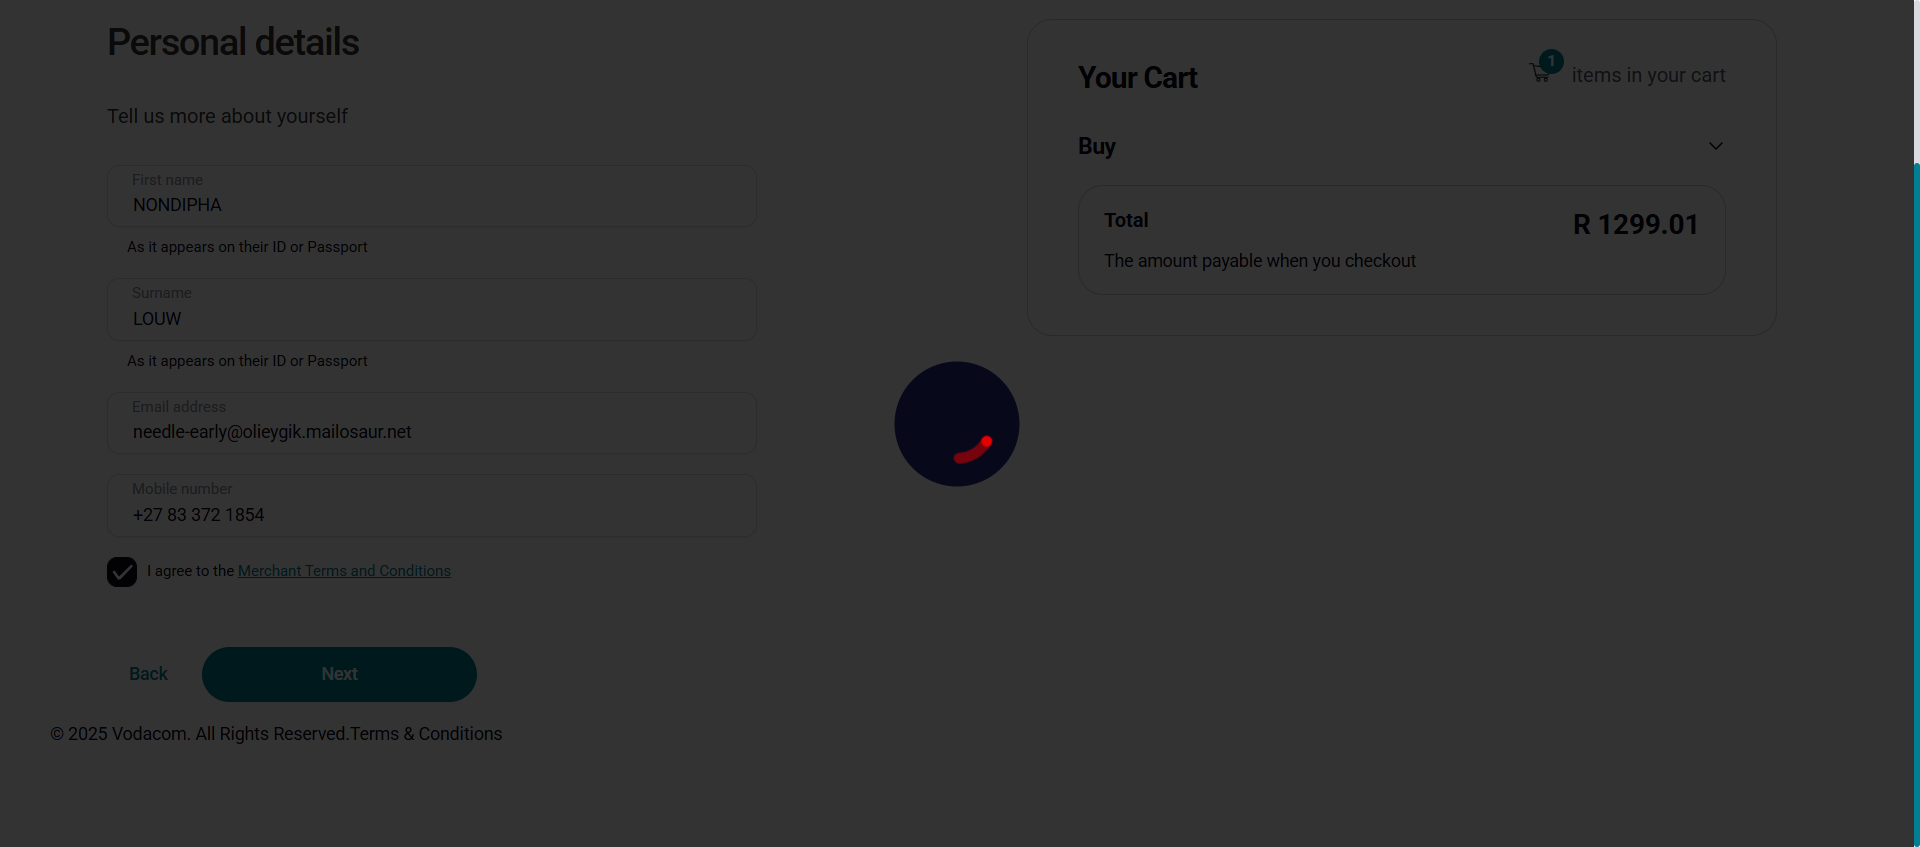 Personal details
Tell us more about yourself
First name
NONDIPHA
As it appears on their ID or Passport
Surname
LOUW
As it appears on their ID or Passport
Email address
needle-early@olieygik.mailosaur.net
Mobile number
+27 83 372 1854
I agree to the Merchant Terms and Conditions
Back
Next
© 2025 Vodacom. All Rights Reserved.Terms & Conditions
Your Cart
1
items in your cart
Buy
Total
R 1299.01
The amount payable when you checkout